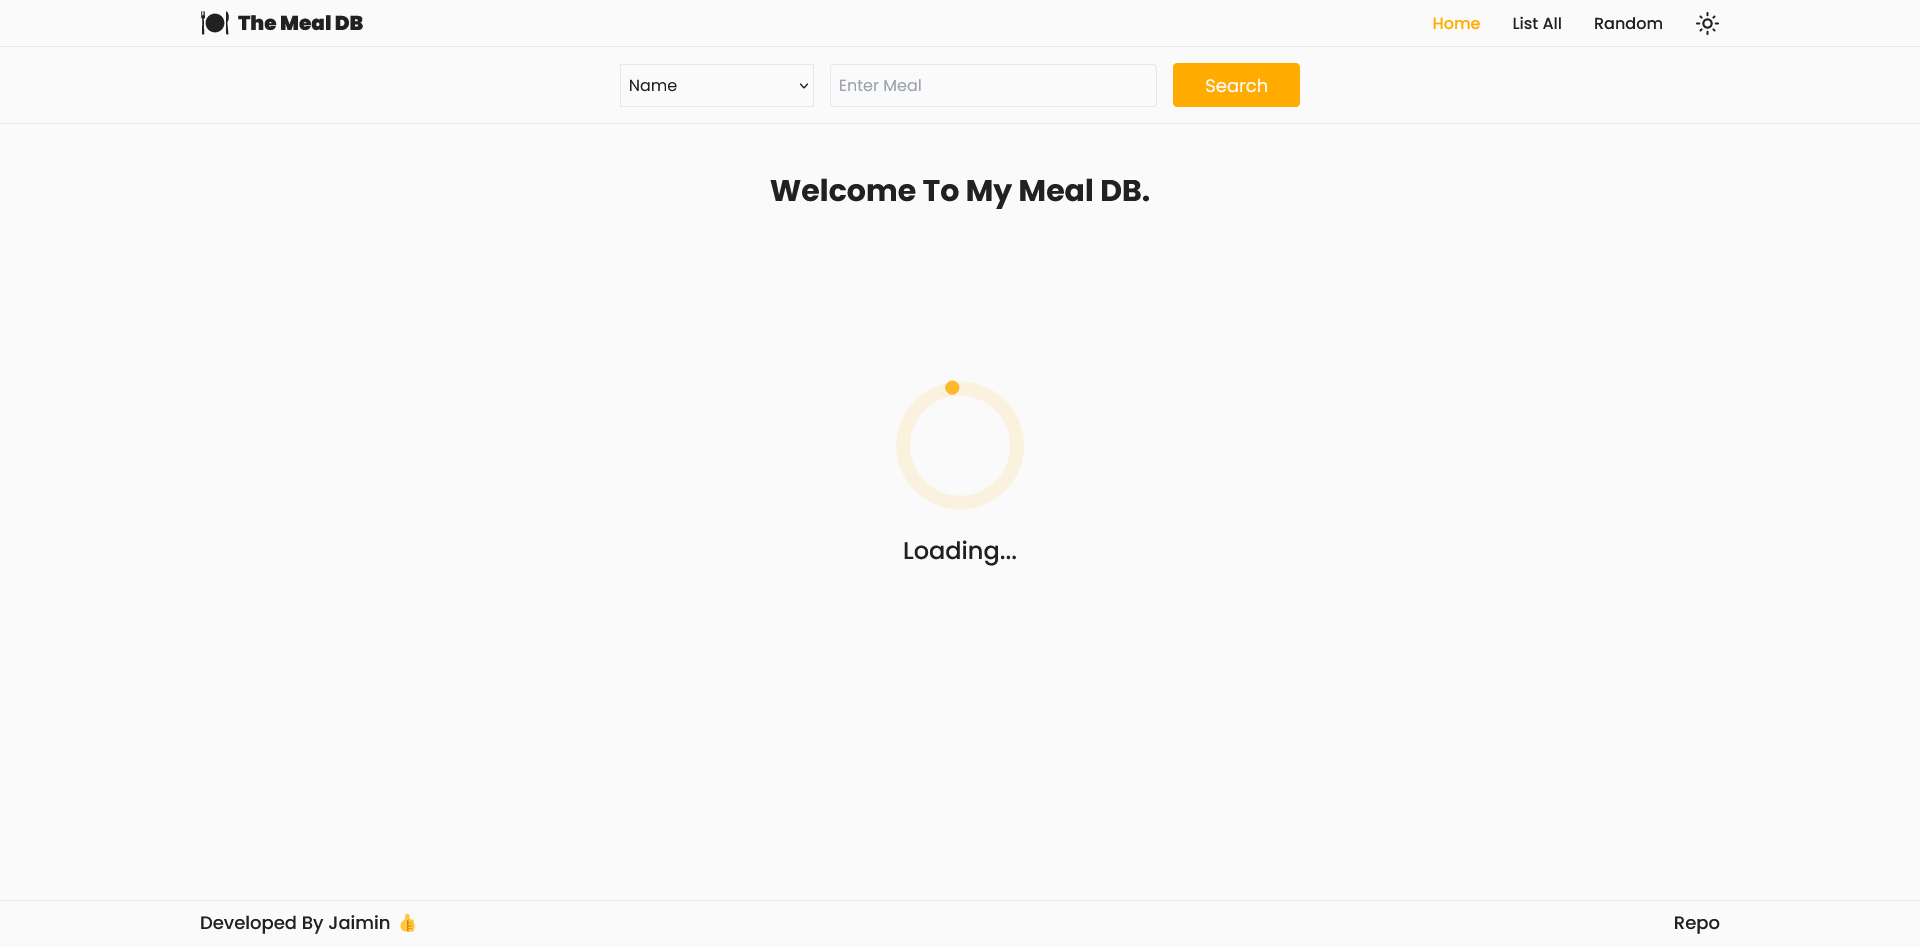 The Meal DB
Home
List All
Random
Name
Enter Meal
Search
Welcome To My Meal DB.
Loading...
Developed By Jaimin 👍
Repo